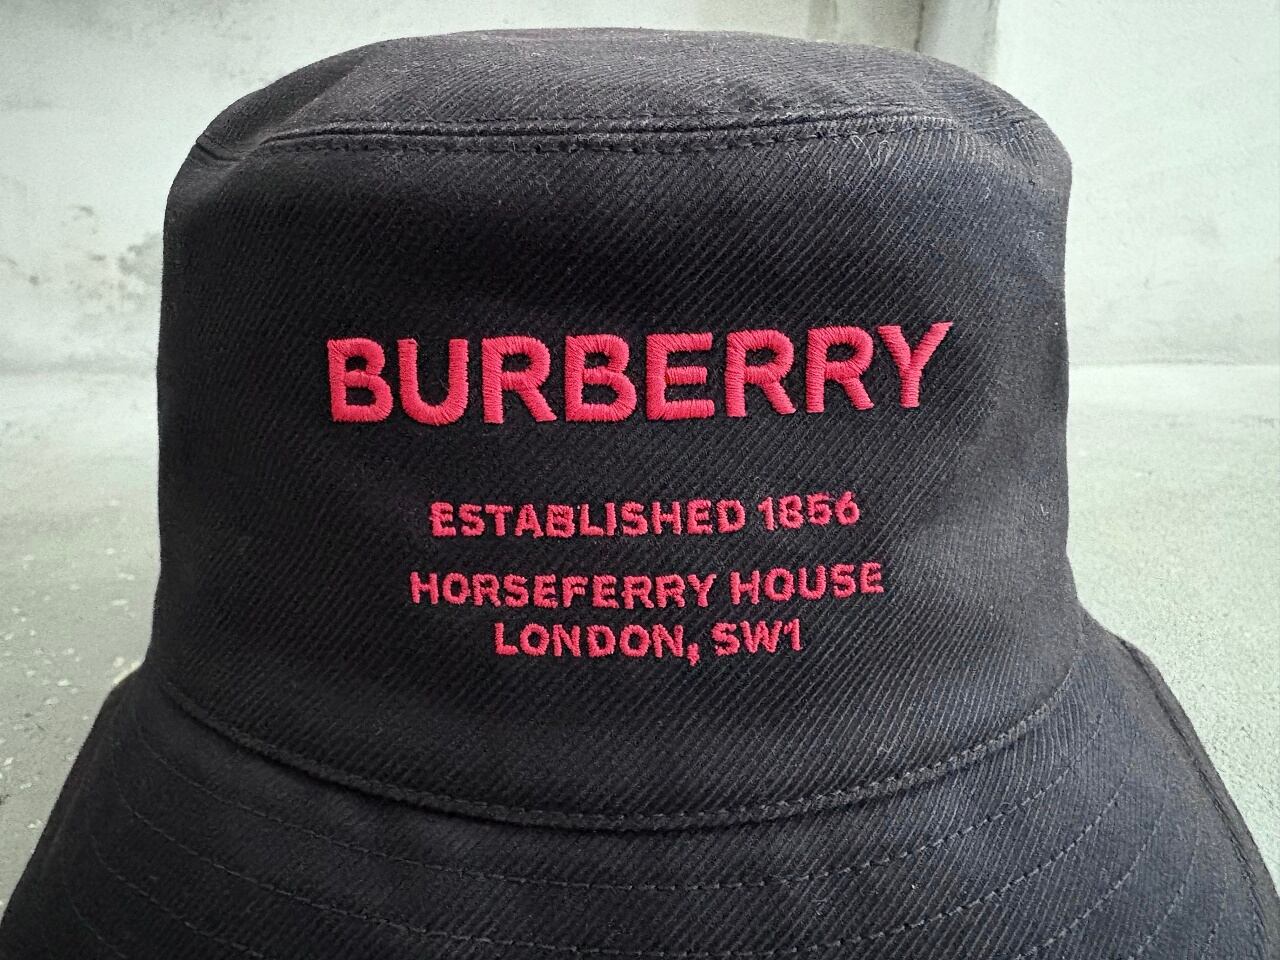 BURBERRY
ESTABLISHED 1856
HORSEFERRY HOUSE
LONDON, SW1